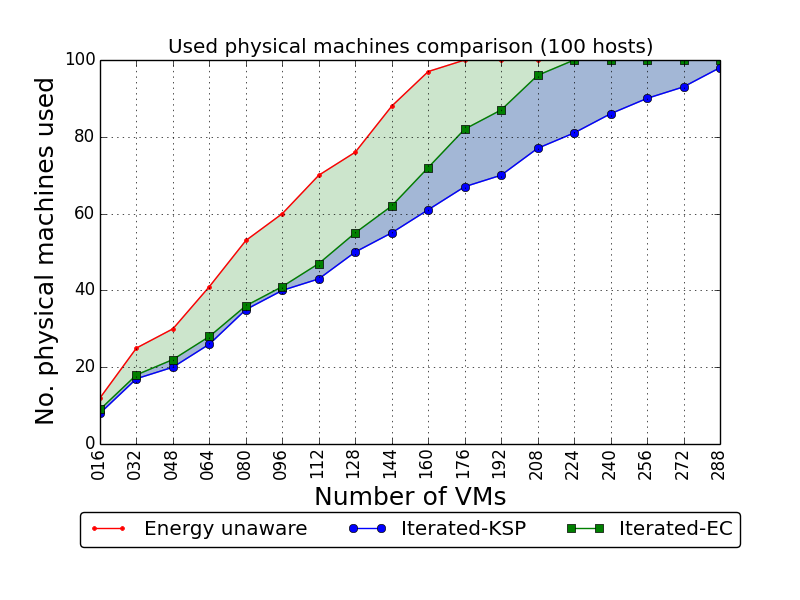 Used physical machines comparison (100 hosts)
No. physical machines used
100
80
60
40
20
0
016 032 048 064 080 096 112 128 144 160 176 192 208 224 240 256 272 288
Number of VMs
Energy unaware Iterated-KSP Iterated-EC